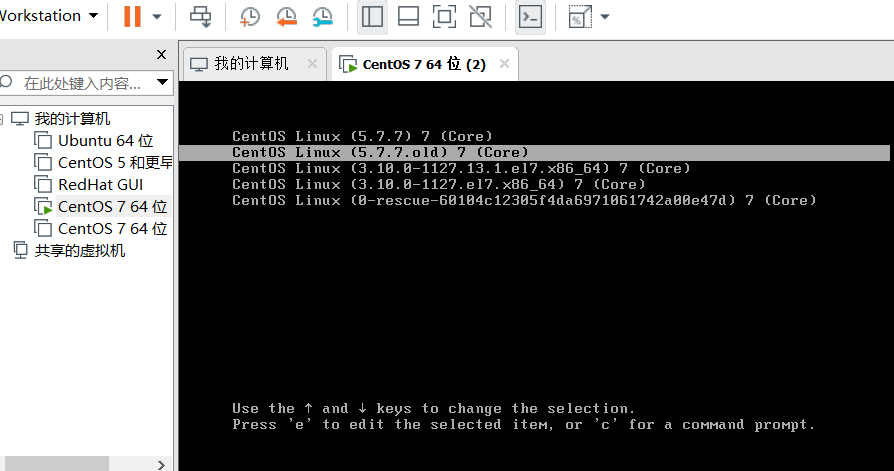 Workstation
我的计算机
CentOS 7 64 位 (2)
在此处键入内容...
我的计算机
Ubuntu 64 位
CentOS 5 和更早
RedHat GUI
CentOS 7 64 位
CentOS 7 64 位
共享的虚拟机
CentOS Linux (5.7.7) 7 (Core)
CentOS Linux (5.7.7.old) 7 (Core)
CentOS Linux (3.10.0-1127.13.1.el7.x86_64) 7 (Core)
CentOS Linux (3.10.0-1127.el7.x86_64) 7 (Core)
CentOS Linux (0-rescue-60104c12305f4da6971061742a00e47d) 7 (Core)
Use the ↑ and ↓ keys to change the selection.
Press 'e' to edit the selected item, or 'c' for a command prompt.